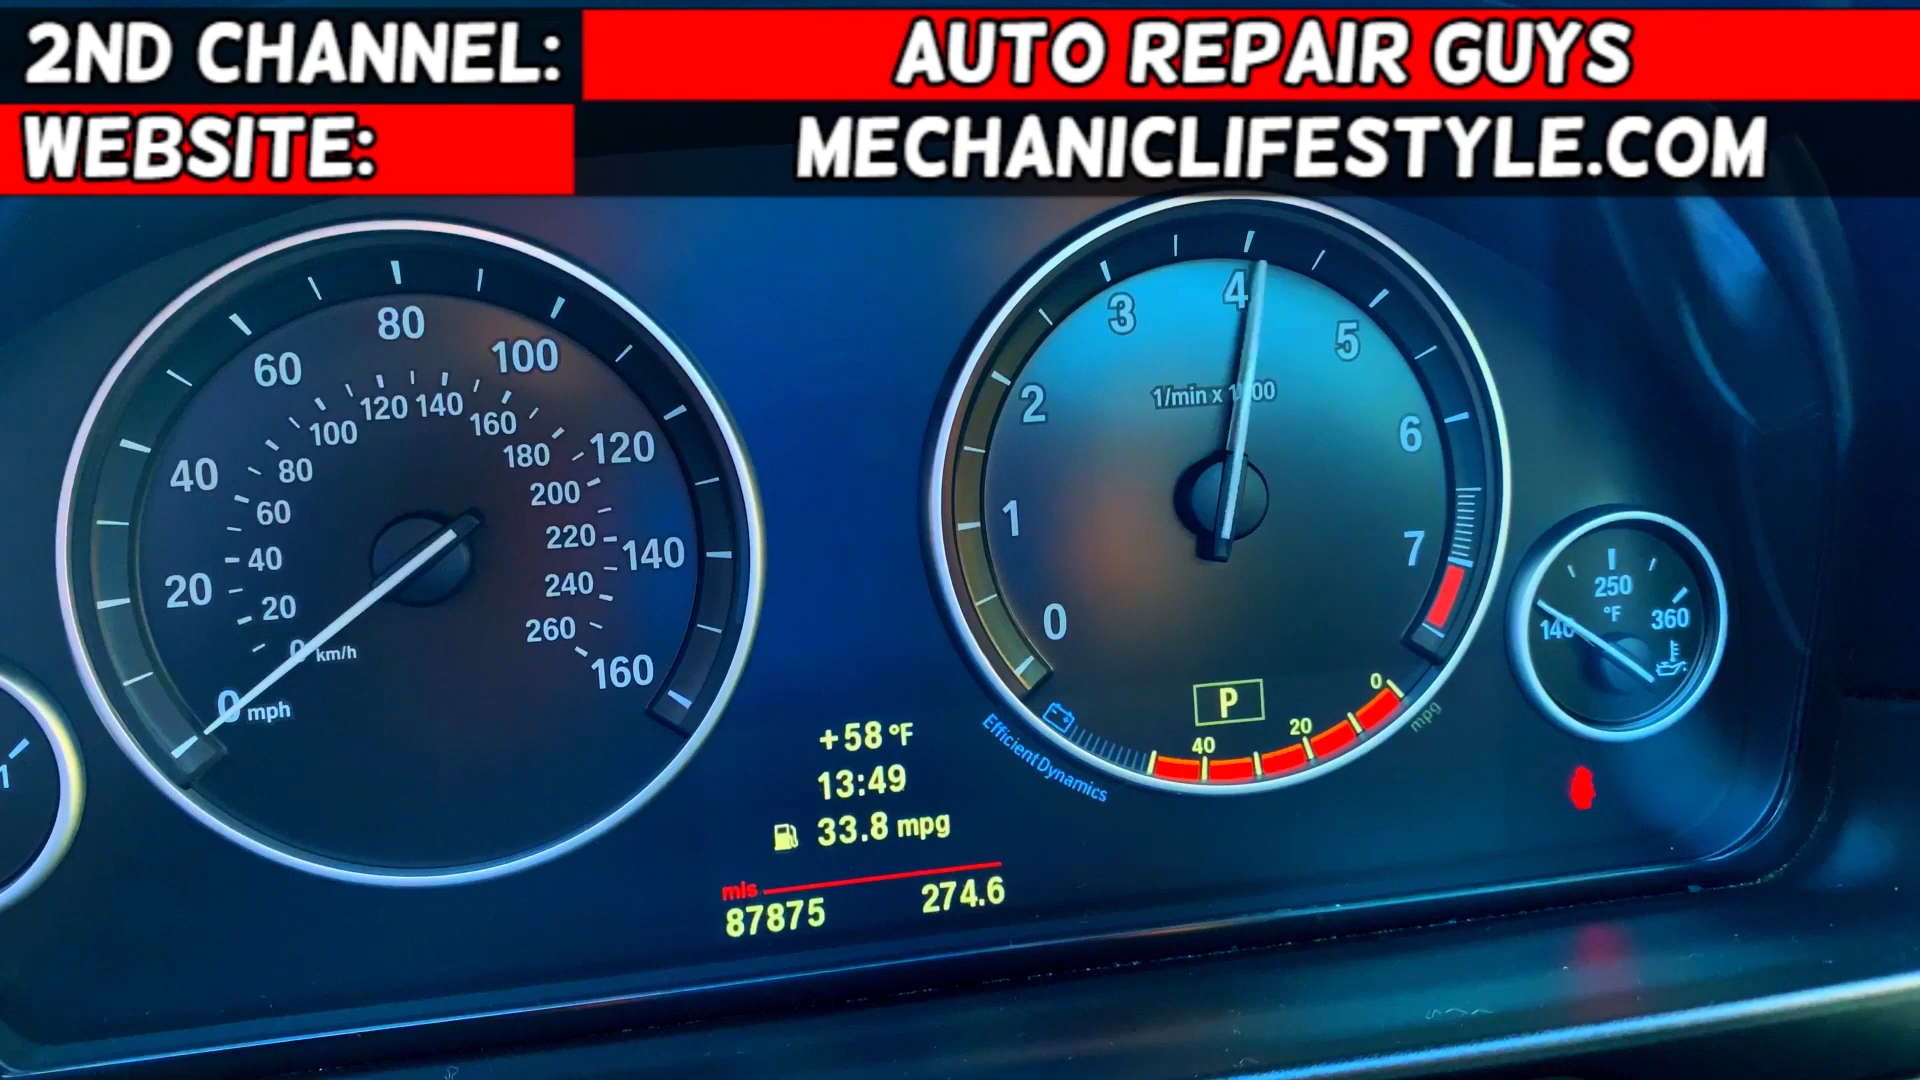 2ND CHANNEL: AUTO REPAIR GUYS
WEBSITE: MECHANICLIFESTYLE.COM
0 20 40 60 80 100 120 140 160
mph
0 20 40 60 80 100 120 140 160 180 200 220 240 260
km/h
+58 °F
13:49
33.8 mpg
mls
87875 274.6
0 1 2 3 4 5 6 7
1/min x
P
40 20 0
mpg
EfficientDynamics
140 250 360
°F
1